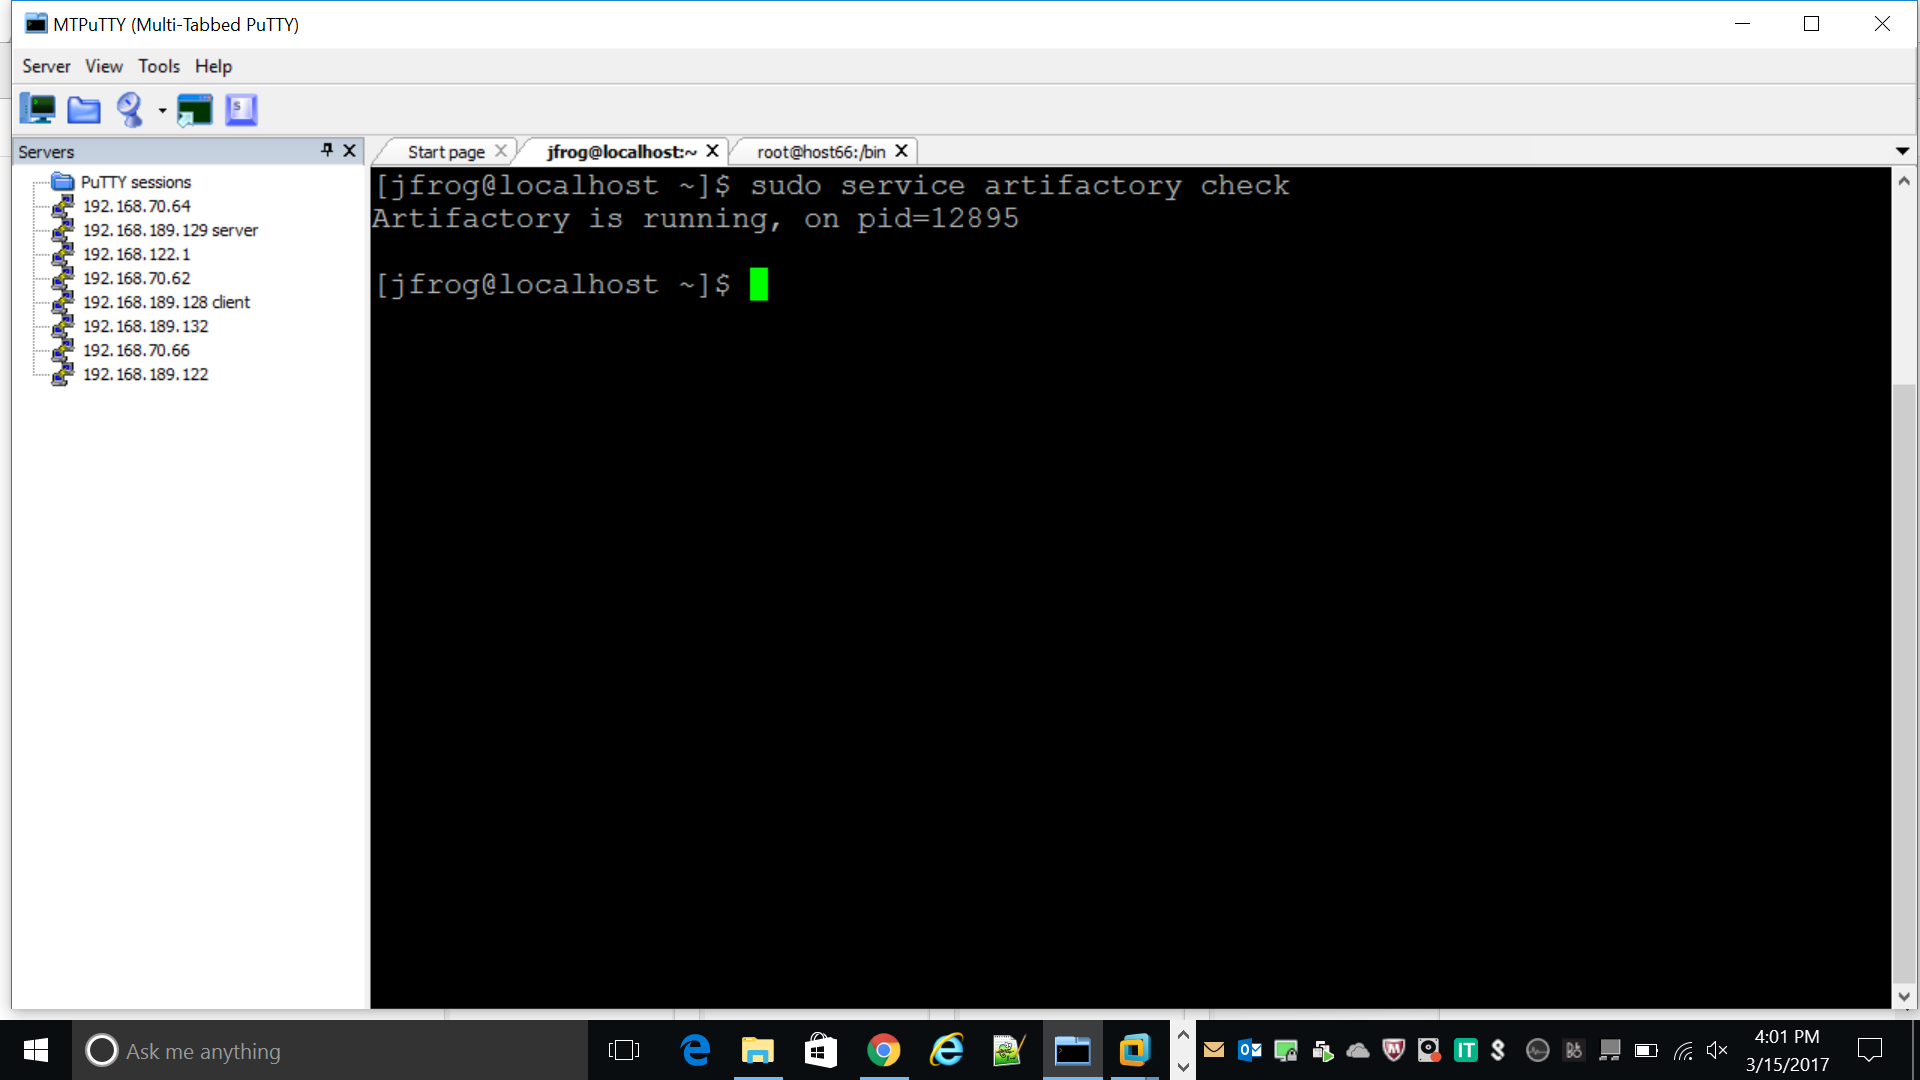 MTPuTTY (Multi-Tabbed PuTTY)
Server View Tools Help
Servers
Start page
jfrog@localhost:~
root@host66:/bin
PuTTY sessions
192.168.70.64
192.168.189.129 server
192.168.122.1
192.168.70.62
192.168.189.128 client
192.168.189.132
192.168.70.66
192.168.189.122
[jfrog@localhost ~]$ sudo service artifactory check
Artifactory is running, on pid=12895
[jfrog@localhost ~]$
Ask me anything
4:01 PM
3/15/2017